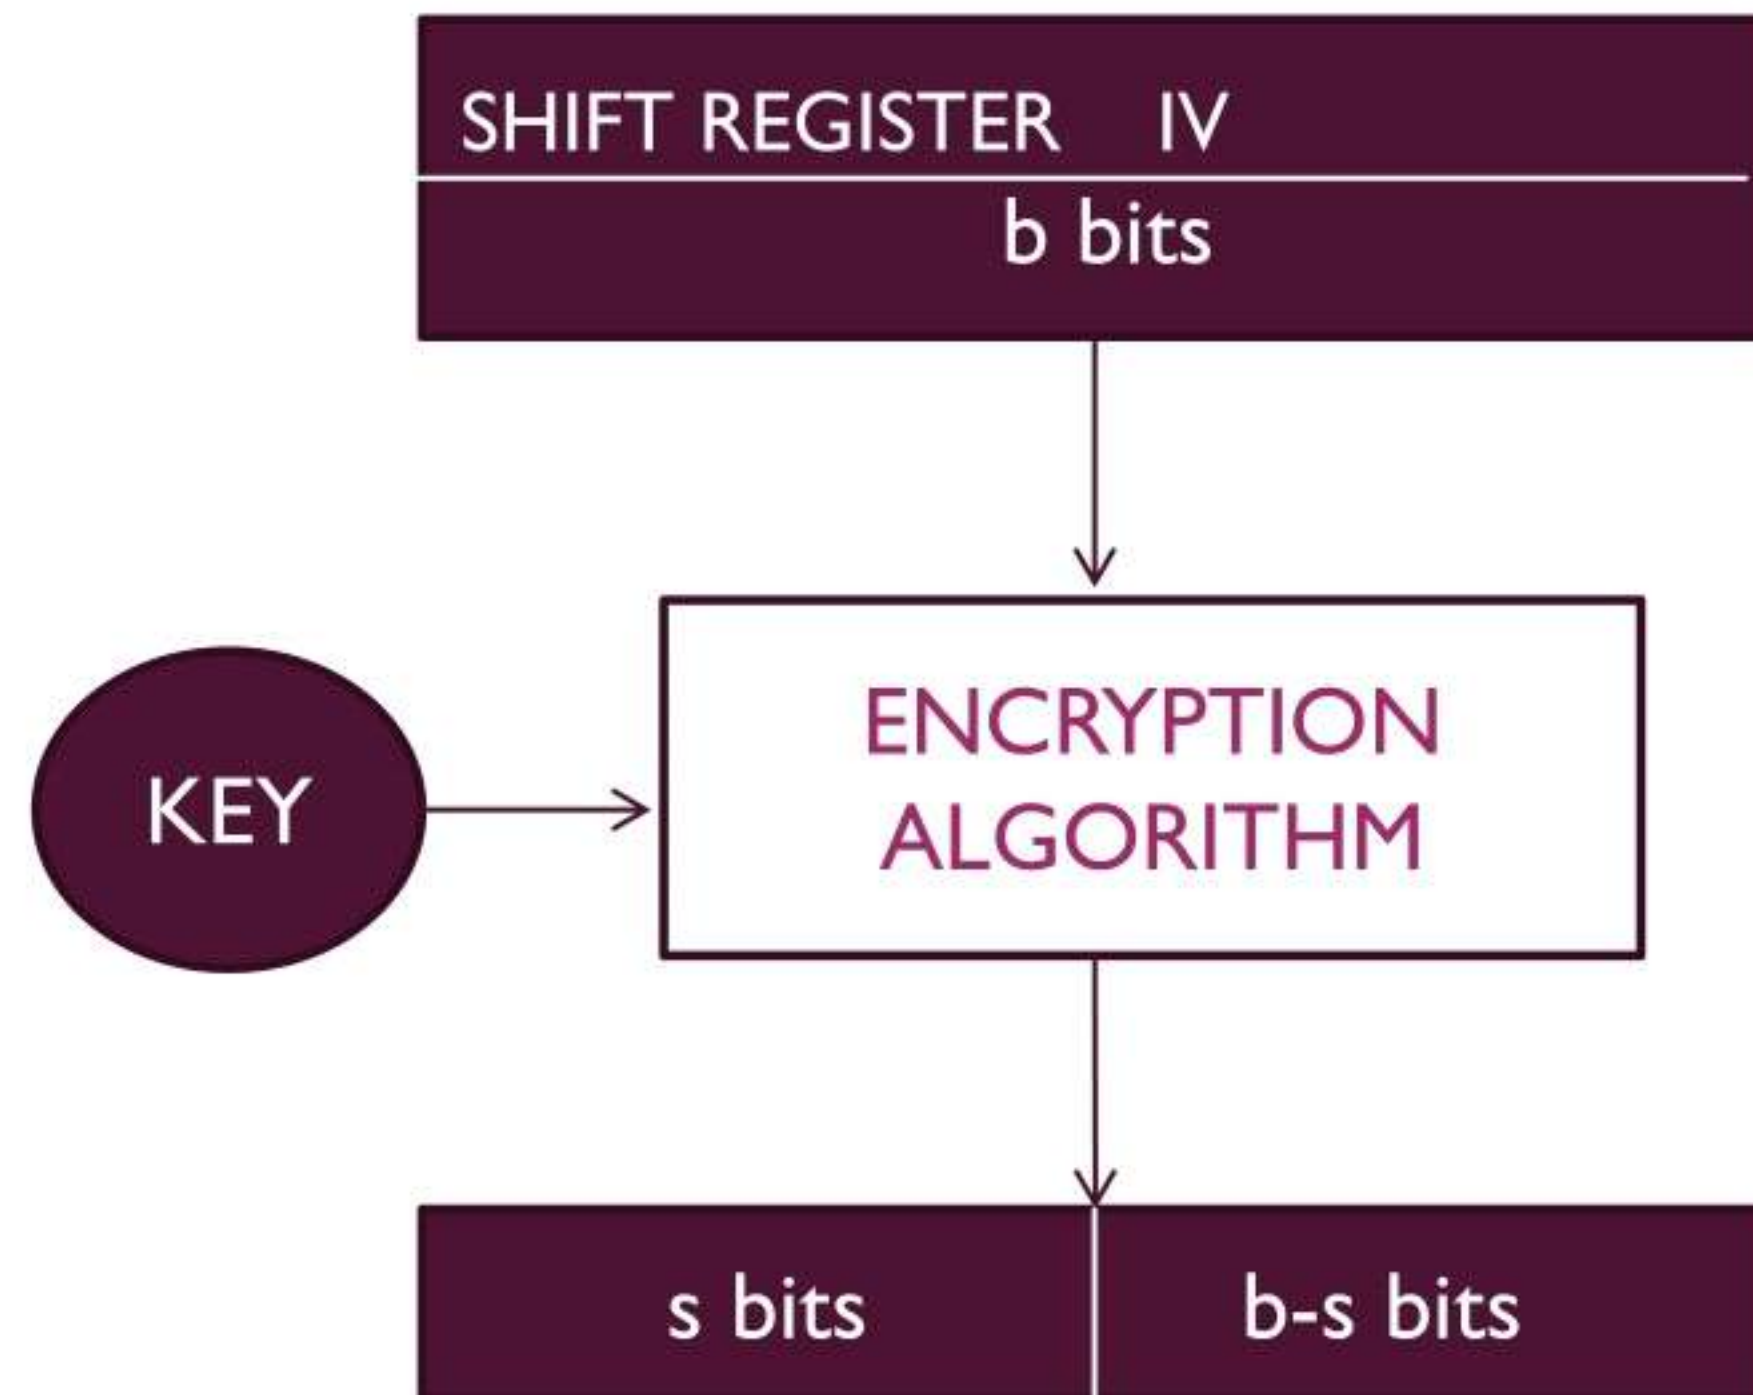 SHIFT REGISTER IV
b bits
KEY
ENCRYPTION
ALGORITHM
s bits
b-s bits